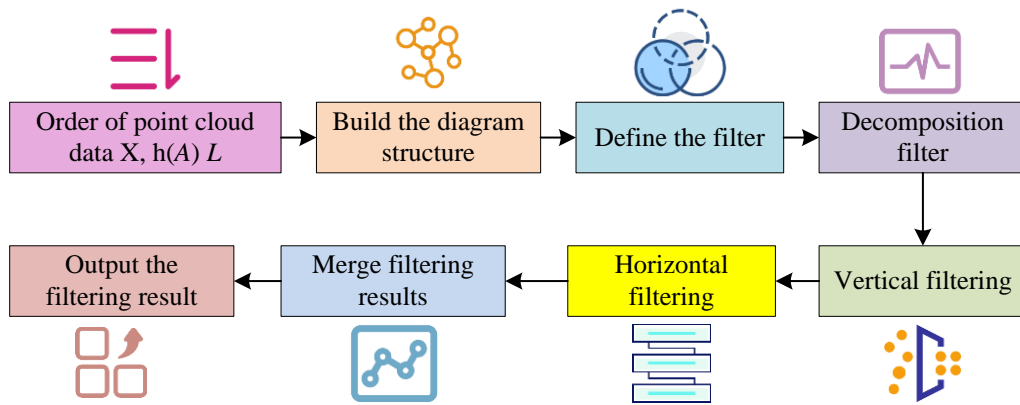 Order of point cloud
data X, h(A) L
Build the diagram
structure
Define the filter
Decomposition
filter
Vertical filtering
Horizontal
filtering
Merge filtering
results
Output the
filtering result